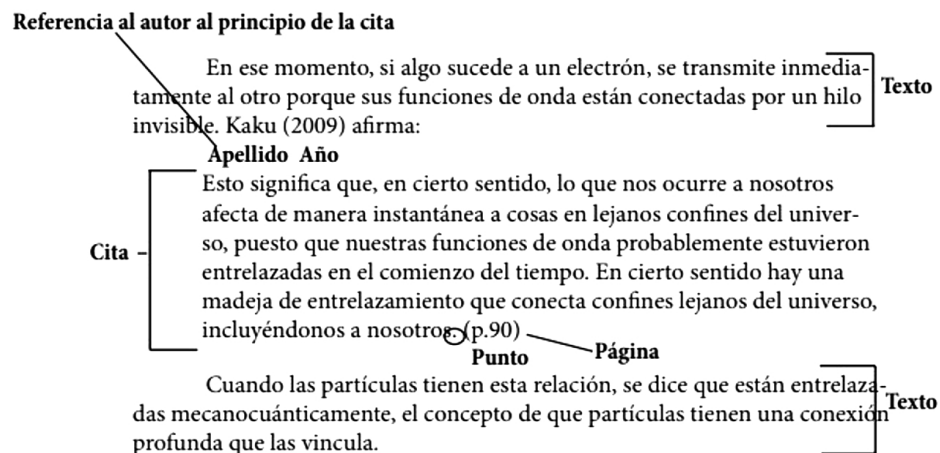 Referencia al autor al principio de la cita
En ese momento, si algo sucede a un electrón, se transmite inmedia-
tamente al otro porque sus funciones de onda están conectadas por un hilo
invisible. Kaku (2009) afirma:
Texto
Apellido Año
Esto significa que, en cierto sentido, lo que nos ocurre a nosotros
afecta de manera instantánea a cosas en lejanos confines del univer-
so, puesto que nuestras funciones de onda probablemente estuvieron
entrelazadas en el comienzo del tiempo. En cierto sentido hay una
madeja de entrelazamiento que conecta confines lejanos del universo,
incluyéndonos a nosotros. (p.90)
Cita
Punto
Página
Cuando las partículas tienen esta relación, se dice que están entrelaza-
das mecanocuánticamente, el concepto de que partículas tienen una conexión
profunda que las vincula.
Texto